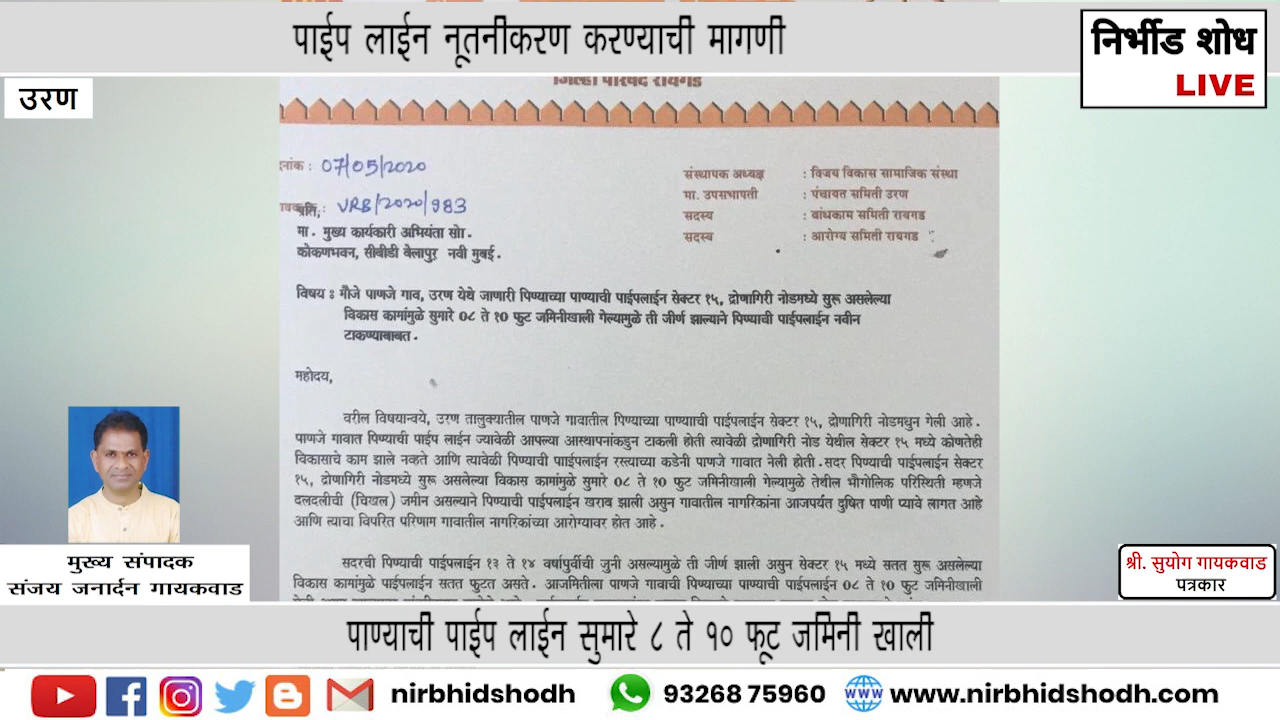 पाईप लाईन नूतनीकरण करण्याची मागणी
निर्भीड शोध
LIVE
उरण
जिल्हा परिषद रायगड
दिनांक : 07/05/2020
प्रति, : VRB/2020/983
मा. मुख्य कार्यकारी अभियंता सो.
कोकणभवन, सीबीडी बेलापुर नवी मुबई.
संस्थापक अध्यक्ष : विजय विकास सामाजिक संस्था
मा. उपसभापती : पंचायत समिती उरण
सदस्य : बांधकाम समिती रायगड
सदस्य : आरोग्य समिती रायगड
विषय : मौजे पाणजे गाव, उरण येथे जाणारी पिण्याच्या पाण्याची पाईपलाईन सेक्टर १५, द्रोणागिरी नोडमध्ये सुरू असलेल्या
विकास कामांमुळे सुमारे ०८ ते १० फुट जमिनीखाली गेल्यामुळे ती जीर्ण झाल्याने पिण्याची पाईपलाईन नवीन
टाकण्याबाबत.
महोदय,
वरील विषयान्वये, उरण तालुक्यातील पाणजे गावातील पिण्याच्या पाण्यााची पाईपलाईन सेक्टर १५, द्रोणागिरी नोडमधुन गेली आहे.
पाणजे गावात पिण्याची पाईप लाईन ज्यावेळी आपल्या आस्थापनांकडुन टाकली होती त्यावेळी द्रोणागिरी नोड येथील सेक्टर १५ मध्ये कोणतेही
विकासाचे काम झाले नव्हते आणि त्यावेळी पिण्याची पााईपलाईन रस्त्याच्या कडेनी पाणजे गावात नेली होती. सदर पिण्याची पाईपलाईन सेक्टर
१५, द्रोणागिरी नोडमध्ये सुरू असलेल्या विकास कामांमुळे सुमारे ०८ ते १० फुट जमिनीखाली गेल्यामुळे तेथील भौगोलिक परिस्थिती म्हणजे
दलदलीची (चिखल) जमीन असल्याने पिण्याची पाईपलाईन खराब झाली असुन गावातील नागरिकांना आजपर्यंत दुषित पाणी प्यावे लागत आहे
आणि त्याचा विपरित परिणाम गावातील नागरिकांच्या आरोग्यावर होत आहे.
सदरची पिण्याची पाईपलाईन १३ ते १४ वर्षापुर्वीची जुनी असल्यामुळे ती जीर्ण झाली असुन सेक्टर १५ मध्ये सतत सुरू असलेल्या
विकास कामांमुळे पाईपलाईन सतत फुटत असते. आजमितीला पाणजे गावाची पिण्याच्या पाण्याची पाईपलाईन ०८ ते १० फुट जमिनीखाली
मुख्य संपादक
संजय जनार्दन गायकवाड
श्री. सुयोग गायकवाड
पत्रकार
पाण्याची पाईप लाईन सुमारे ८ ते १० फूट जमिनी खाली
nirbhidshodh 93268 75960 www.nirbhidshodh.com